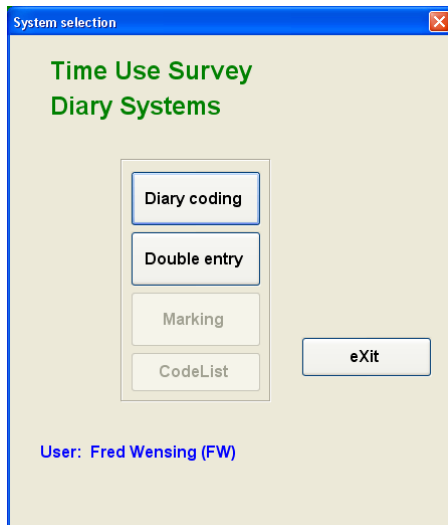 System selection
Time Use Survey
Diary Systems
Diary coding
Double entry
Marking
eXit
CodeList
User: Fred Wensing (FW)